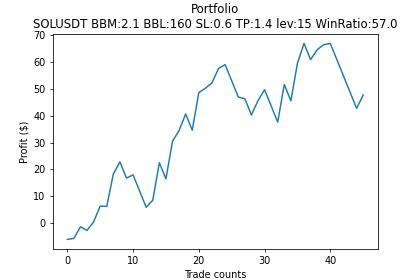 Portfolio
SOLUSDT BBM:2.1 BBL:160 SL:0.6 TP:1.4 lev:15 WinRatio:57.0
70
60
50
40
30
20
10
0
Profit ($)
0 10 20 30 40
Trade counts